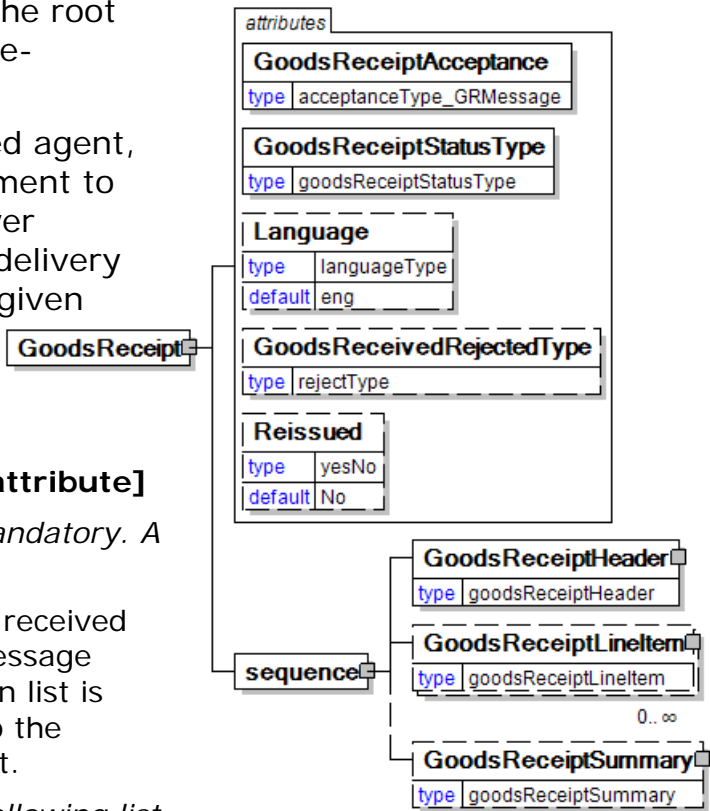 he root
e-
ed agent,
ment to
ver
delivery
given
attribute]
andatory. A
received
essage
n list is
o the
t.
ollowing list
GoodsReceipt
attributes
GoodsReceiptAcceptance
type acceptanceType_GRMessage
GoodsReceiptStatusType
type goodsReceiptStatusType
Language
type languageType
default eng
GoodsReceivedRejectedType
type rejectType
Reissued
type yesNo
default No
sequence
GoodsReceiptHeader
type goodsReceiptHeader
GoodsReceiptLineItem
type goodsReceiptLineItem
0.. ∞
GoodsReceiptSummary
type goodsReceiptSummary